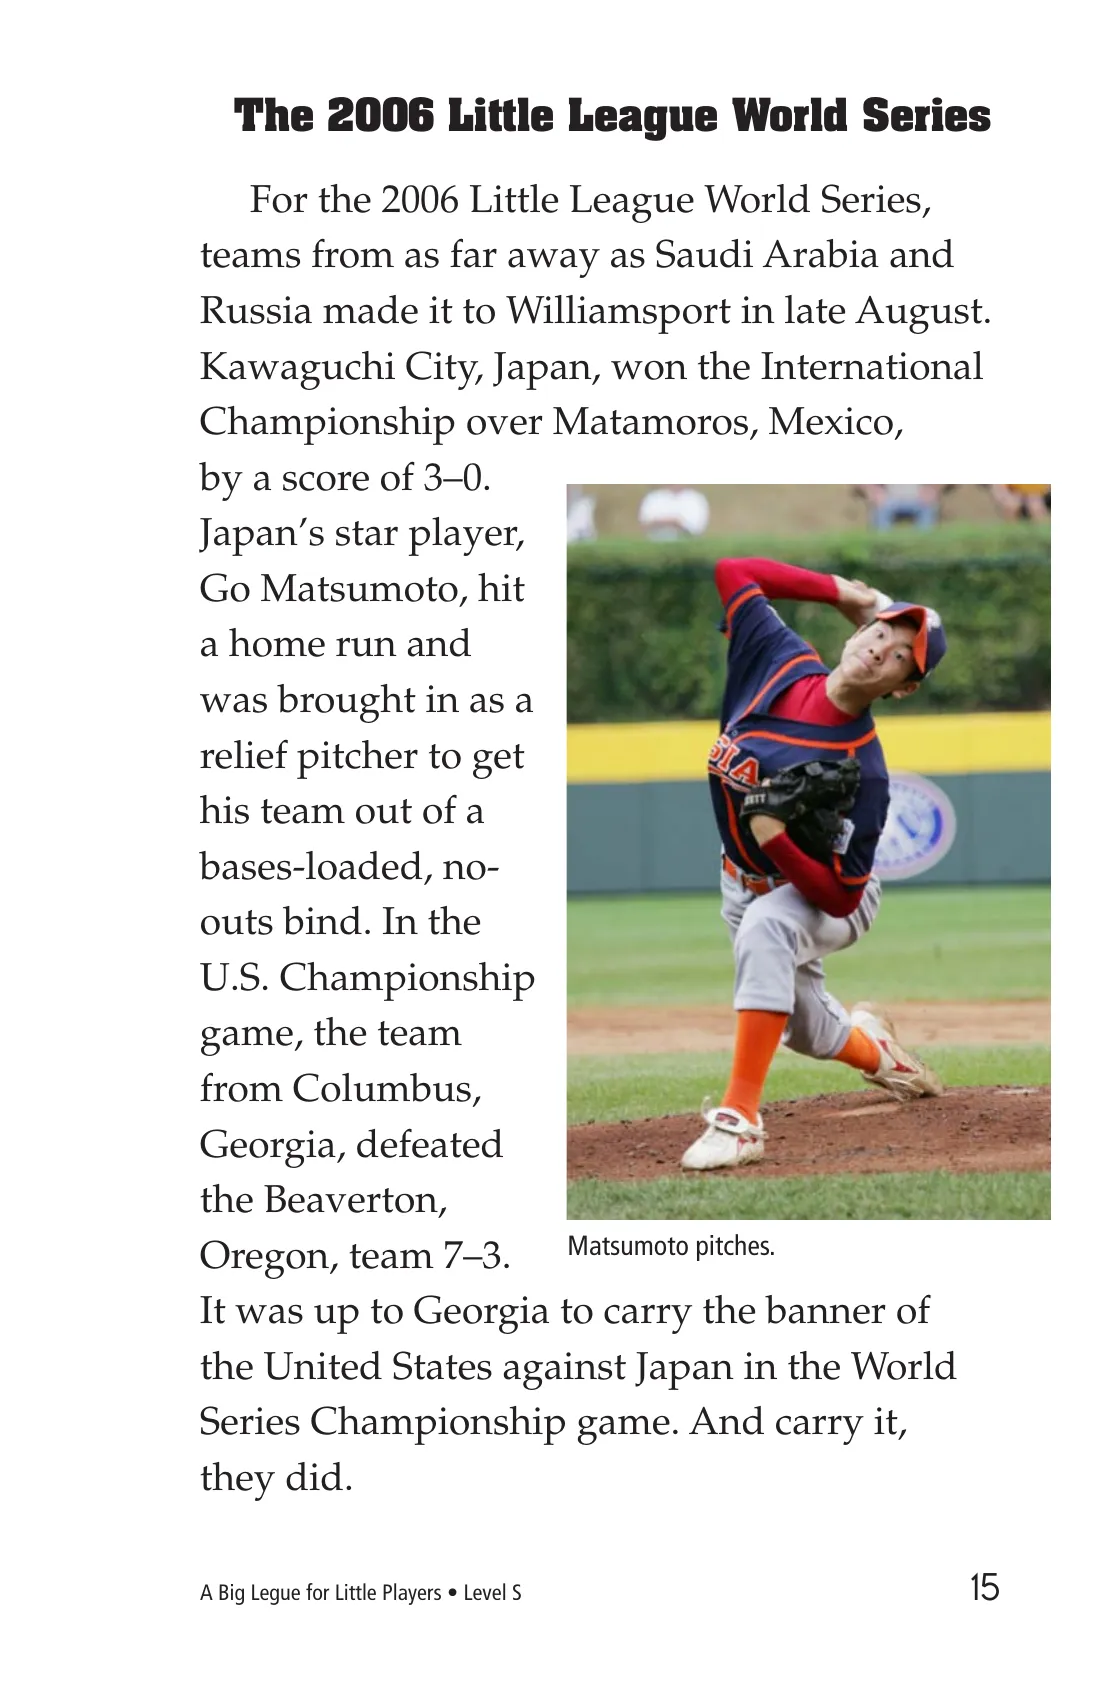 The 2006 Little League World Series
For the 2006 Little League World Series,
teams from as far away as Saudi Arabia and
Russia made it to Williamsport in late August.
Kawaguchi City, Japan, won the International
Championship over Matamoros, Mexico,
by a score of 3–0.
Japan’s star player,
Go Matsumoto, hit
a home run and
was brought in as a
relief pitcher to get
his team out of a
bases-loaded, no-
outs bind. In the
U.S. Championship
game, the team
from Columbus,
Georgia, defeated
the Beaverton,
Oregon, team 7–3.
SIA
Matsumoto pitches.
It was up to Georgia to carry the banner of
the United States against Japan in the World
Series Championship game. And carry it,
they did.
A Big Legue for Little Players • Level S
15